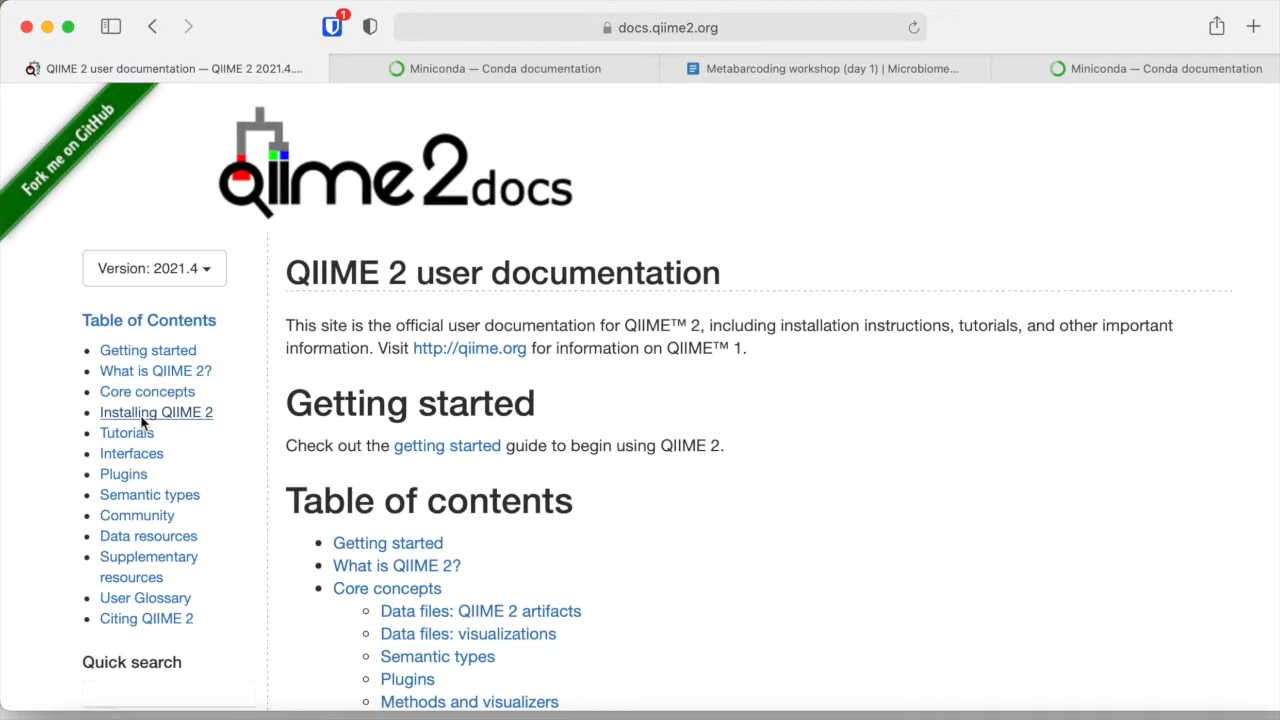 1
docs.qiime2.org
QIIME 2 user documentation — QIIME 2 2021.4....
Miniconda — Conda documentation
Metabarcoding workshop (day 1) | Microbiome...
Miniconda — Conda documentation
Fork me on GitHub
qiime2docs
Version: 2021.4
Table of Contents
Getting started
What is QIIME 2?
Core concepts
Installing QIIME 2
Tutorials
Interfaces
Plugins
Semantic types
Community
Data resources
Supplementary
resources
User Glossary
Citing QIIME 2
Quick search
QIIME 2 user documentation
This site is the official user documentation for QIIME™ 2, including installation instructions, tutorials, and other important
information. Visit http://qiime.org for information on QIIME™ 1.
Getting started
Check out the getting started guide to begin using QIIME 2.
Table of contents
Getting started
What is QIIME 2?
Core concepts
Data files: QIIME 2 artifacts
Data files: visualizations
Semantic types
Plugins
Methods and visualizers